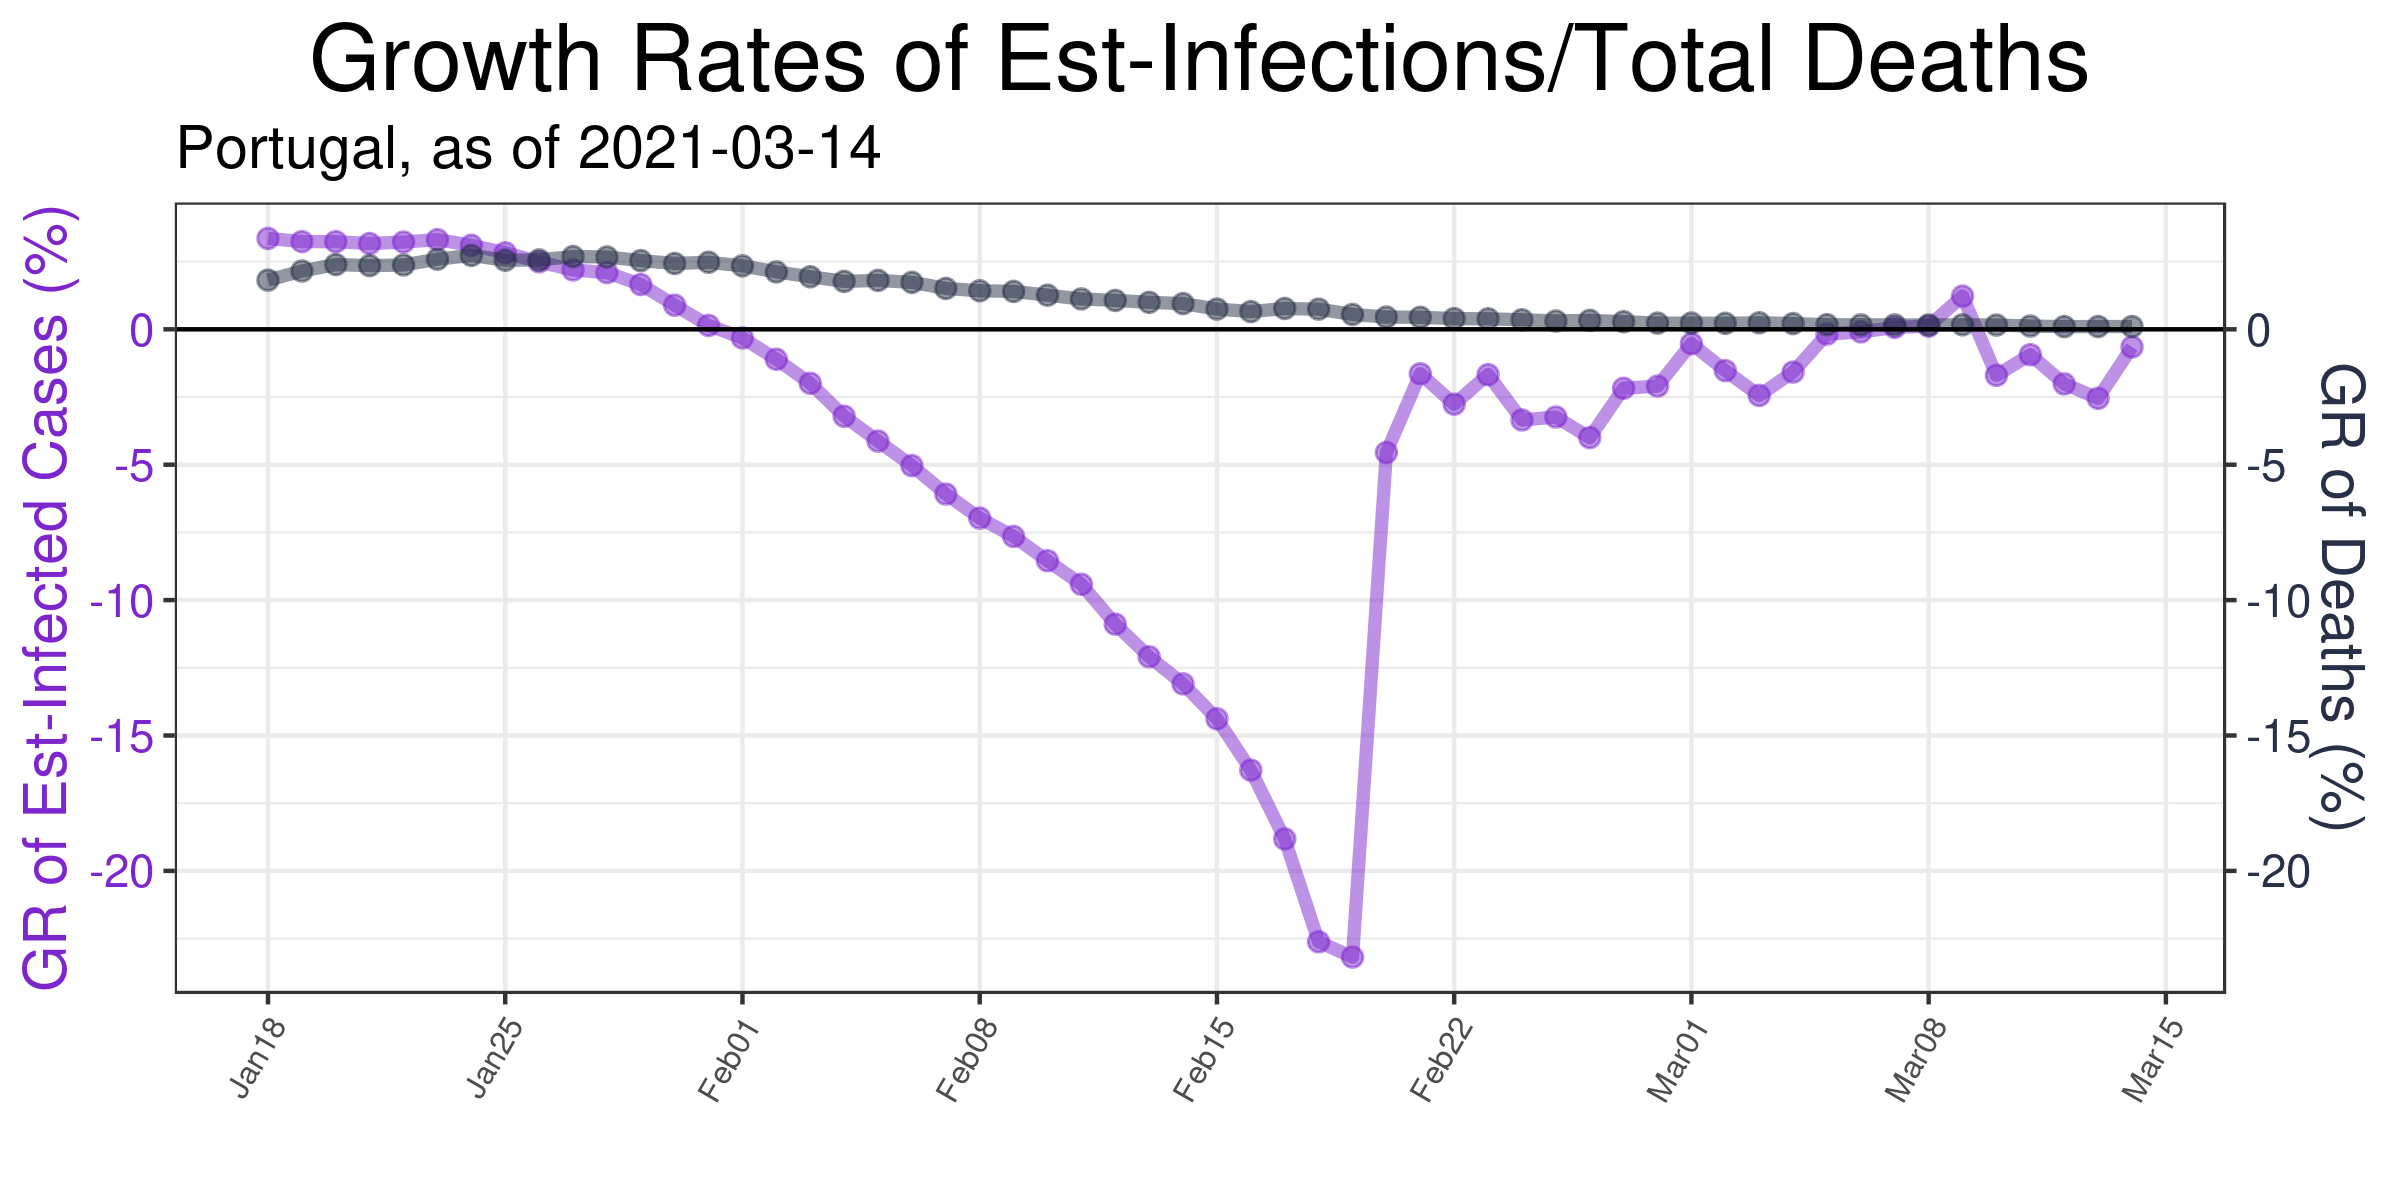 Growth Rates of Est-Infections/Total Deaths
Portugal, as of 2021-03-14
GR of Est-Infected Cases (%)
0
-5
-10
-15
-20
0
-5
-10
-15
-20
GR of Deaths (%)
Jan18
Jan25
Feb01
Feb08
Feb15
Feb22
Mar01
Mar08
Mar15